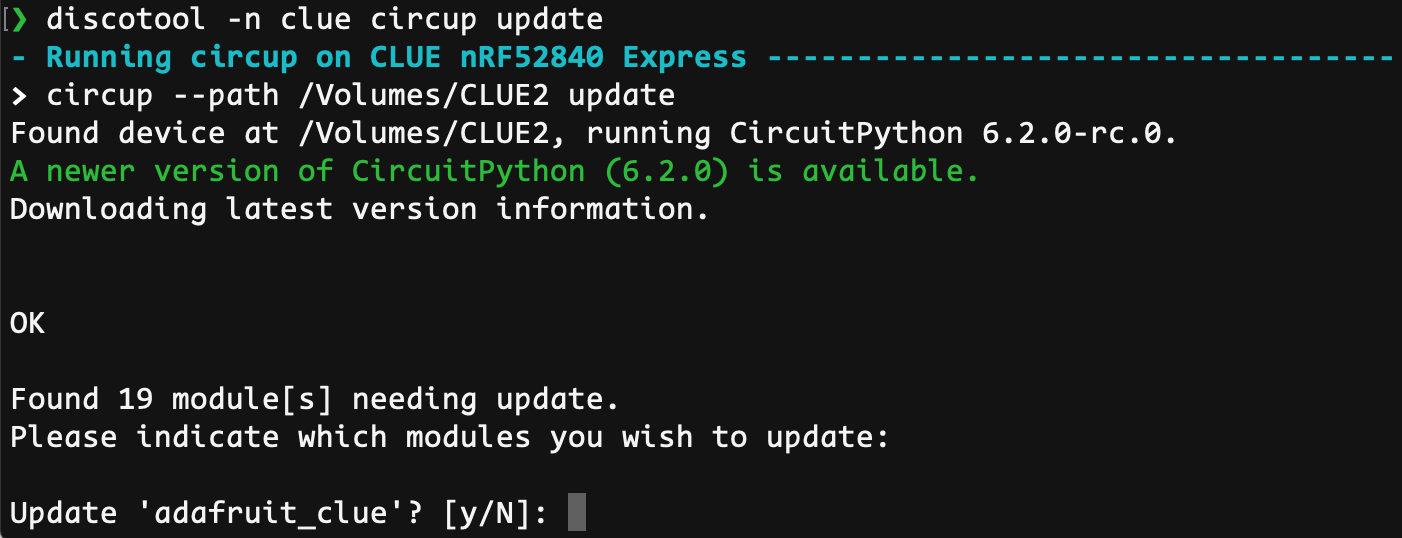 [❯ discotool -n clue circup update
- Running circup on CLUE nRF52840 Express -----------------------------------
> circup --path /Volumes/CLUE2 update
Found device at /Volumes/CLUE2, running CircuitPython 6.2.0-rc.0.
A newer version of CircuitPython (6.2.0) is available.
Downloading latest version information.
OK
Found 19 module[s] needing update.
Please indicate which modules you wish to update:
Update 'adafruit_clue'? [y/N]: